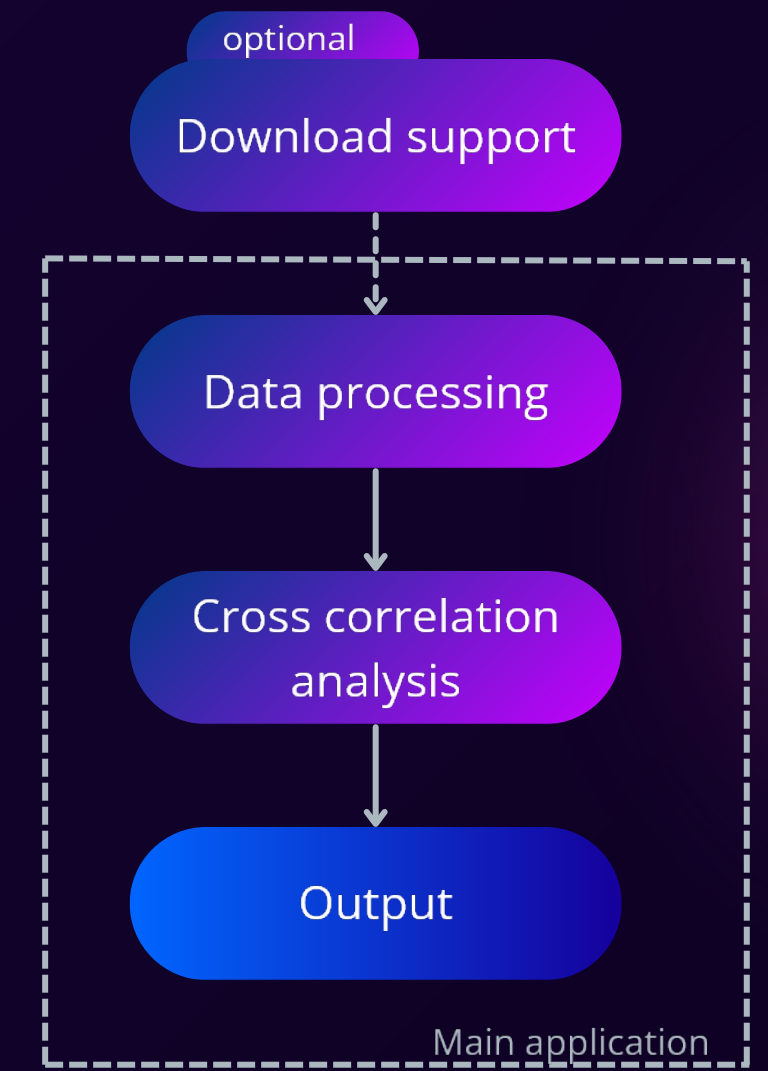 optional
Download support
Data processing
Cross correlation
analysis
Output
Main application